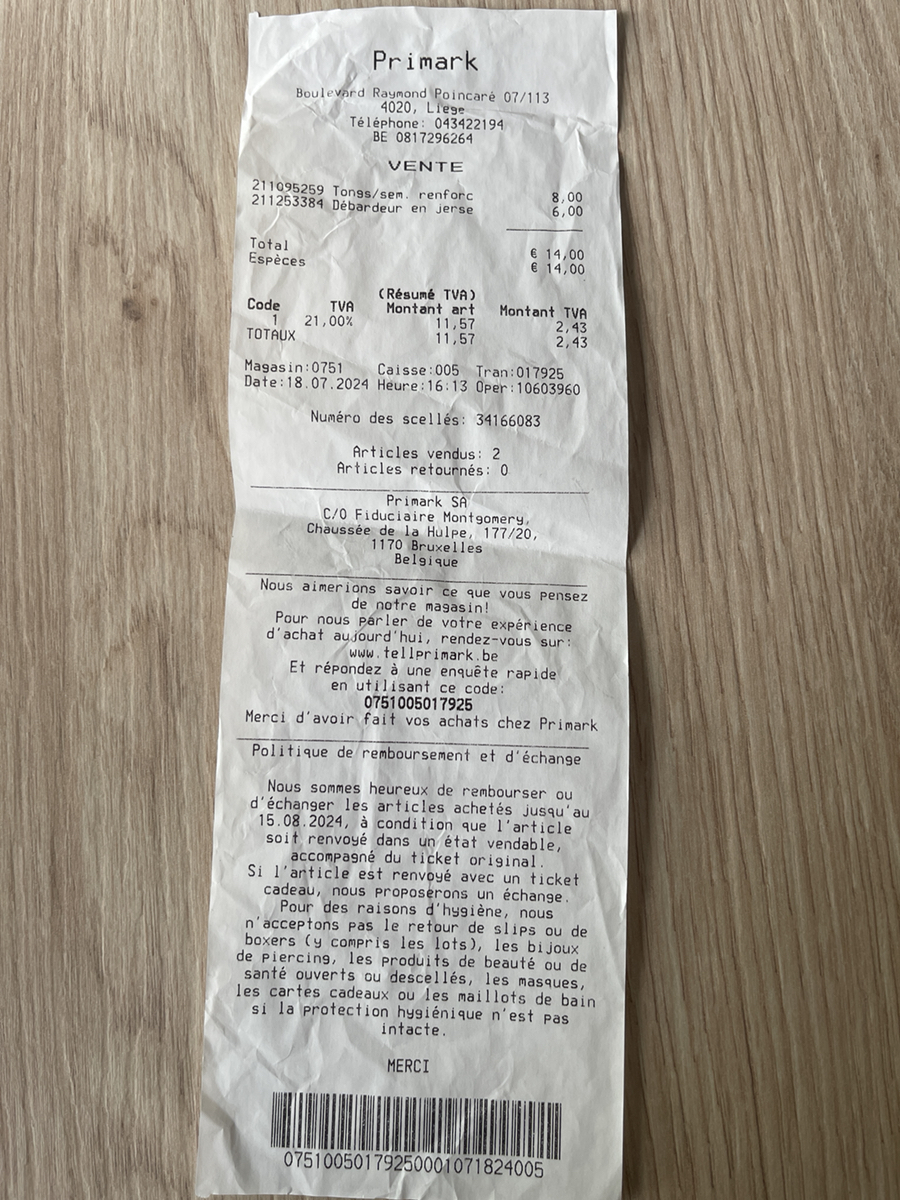 Primark
Boulevard Raymond Poincaré 07/113
4020, Liege
Téléphone: 043422194
BE 0817296264
VENTE
211095259 Tongs/sem. renforc 8,00
211253384 Débardeur en jerse 6,00
Total € 14,00
Espèces € 14,00
(Résumé TVA)
Code TVA Montant art Montant TVA
1 21,00% 11,57 2,43
TOTAUX 11,57 2,43
Magasin:0751 Caisse:005 Tran:017925
Date:18.07.2024 Heure:16:13 Oper:10603960
Numéro des scellés: 34166083
Articles vendus: 2
Articles retournés: 0
Primark SA
C/O Fiduciaire Montgomery,
Chaussée de la Hulpe, 177/20,
1170 Bruxelles
Belgique
Nous aimerions savoir ce que vous pensez
de notre magasin!
Pour nous parler de votre expérience
d'achat aujourd'hui, rendez-vous sur:
www.tellprimark.be
Et répondez à une enquête rapide
en utilisant ce code:
0751005017925
Merci d'avoir fait vos achats chez Primark
Politique de remboursement et d'échange
Nous sommes heureux de rembourser ou
d'échanger les articles achetés jusqu'au
15.08.2024, à condition que l'article
soit renvoyé dans un état vendable,
accompagné du ticket original.
Si l'article est renvoyé avec un ticket
cadeau, nous proposerons un échange.
Pour des raisons d'hygiène, nous
n'acceptons pas le retour de slips ou de
boxers (y compris les lots), les bijoux
de piercing, les produits de beauté ou de
santé ouverts ou descellés, les masques,
les cartes cadeaux ou les maillots de bain
si la protection hygiénique n'est pas
intacte.
MERCI
07510050179250001071824005